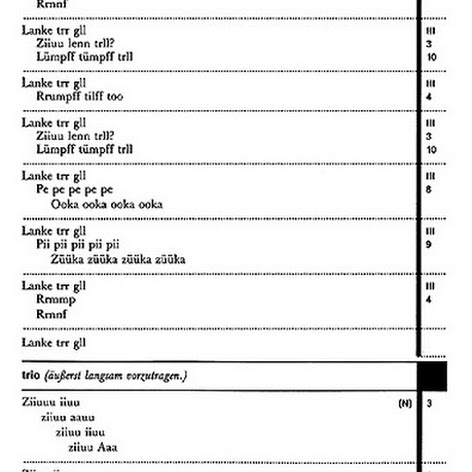 Rrnnf
Lanke trr gll III
Ziiuu lenn trll? 3
Lümpff tümpff trll 10
Lanke trr gll III
Rrumpff tilff too 4
Lanke trr gll III
Ziiuu lenn trll? 3
Lümpff tümpff trll 10
Lanke trr gll III
Pe pe pe pe pe 8
Ooka ooka ooka ooka
Lanke trr gll III
Pii pii pii pii pii 9
Züüka züüka züüka züüka
Lanke trr gll III
Rrmmp 4
Rrnnf
Lanke trr gll
trio (äußerst langsam vorzutragen.)
Ziiuuu iiuu (N) 3
ziiuu aauu
ziiuu iiuu
ziiuu Aaa